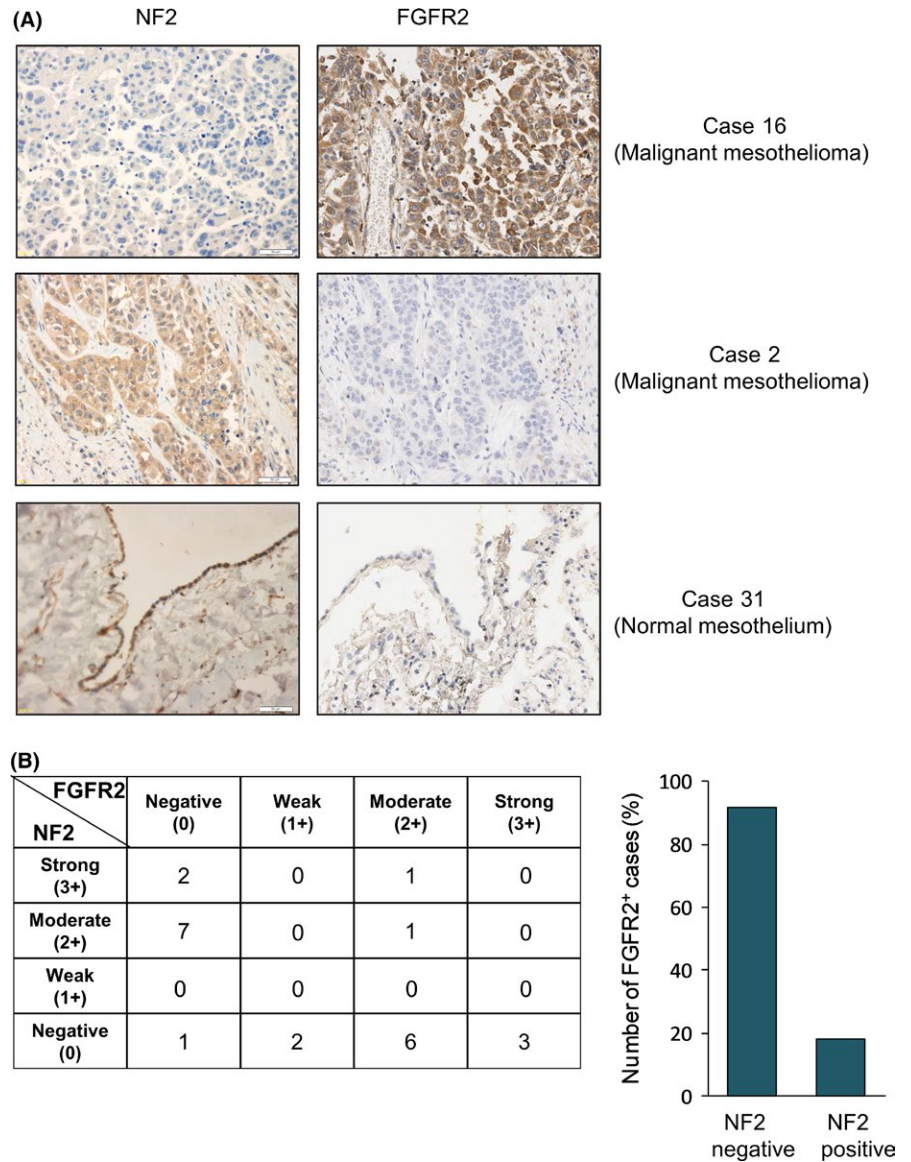 (A)
NF2
FGFR2
Case 16
(Malignant mesothelioma)
Case 2
(Malignant mesothelioma)
Case 31
(Normal mesothelium)
(B)
FGFR2
NF2
Negative
(0)
Weak
(1+)
Moderate
(2+)
Strong
(3+)
Strong
(3+)
2
0
1
0
Moderate
(2+)
7
0
1
0
Weak
(1+)
0
0
0
0
Negative
(0)
1
2
6
3
Number of FGFR2⁺ cases (%)
100
80
60
40
20
0
NF2
negative
NF2
positive